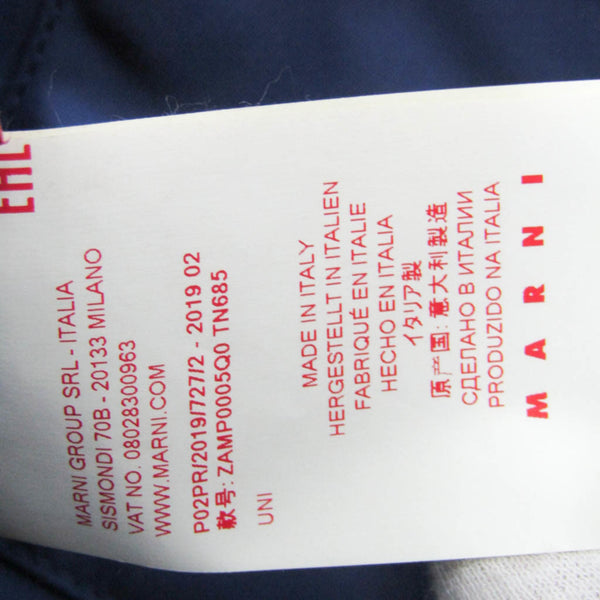 MARNI
MADE IN ITALY
HERGESTELLT IN ITALIEN
FABRIQUÉ EN ITALIE
HECHO EN ITALIA
イタリア製
原产国: 意大利製造
СДЕЛАНО В ИТАЛИИ
PRODUZIDO NA ITALIA
P02PR/2019/727/2 - 2019 02
款号: ZAMP0005Q0 TN685
UNI
MARNI GROUP SRL - ITALIA
SISMONDI 70B - 20133 MILANO
VAT NO. 08028300963
WWW.MARNI.COM
EAC